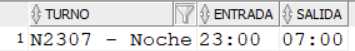 TURNO ENTRADA SALIDA
1 N2307 - Noche 23:00 07:00